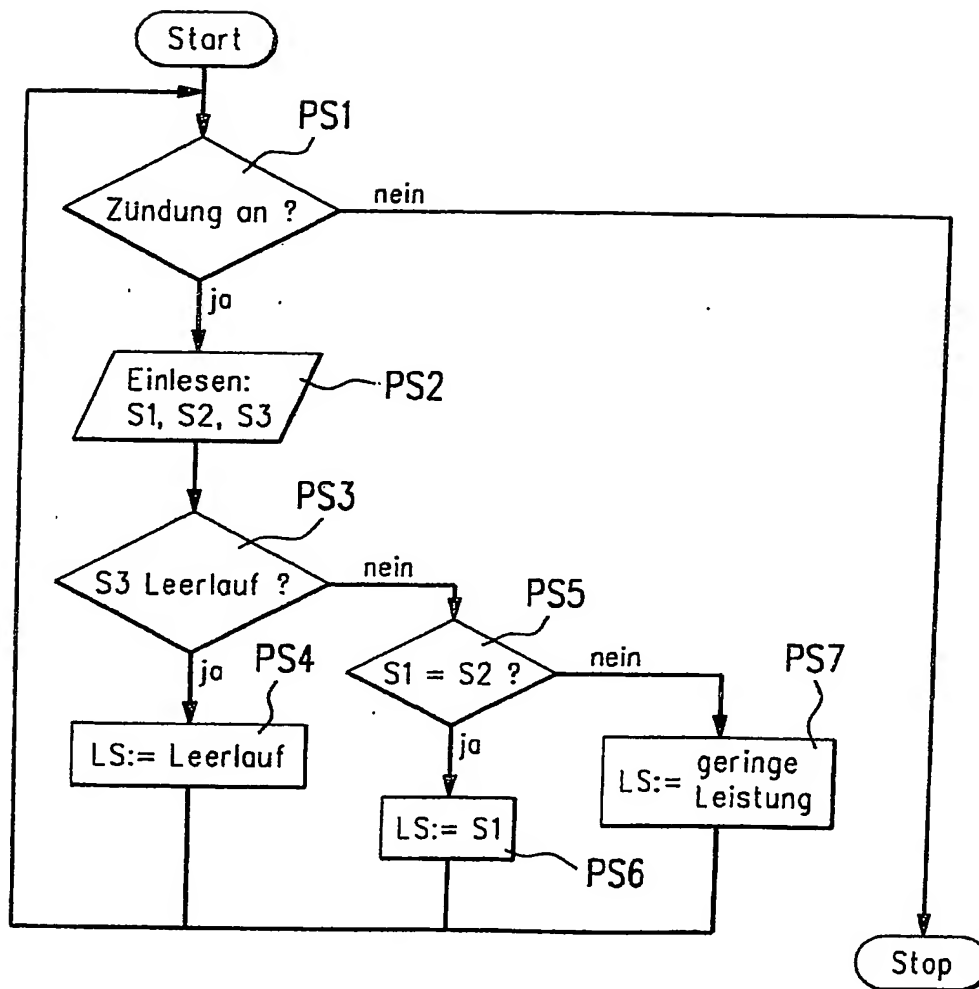 Start
PS1
Zündung an ?
nein
ja
Einlesen:
S1, S2, S3
PS2
PS3
S3 Leerlauf ?
nein
ja
PS4
LS:= Leerlauf
PS5
S1 = S2 ?
nein
ja
PS7
LS:= geringe
Leistung
LS:= S1
PS6
Stop